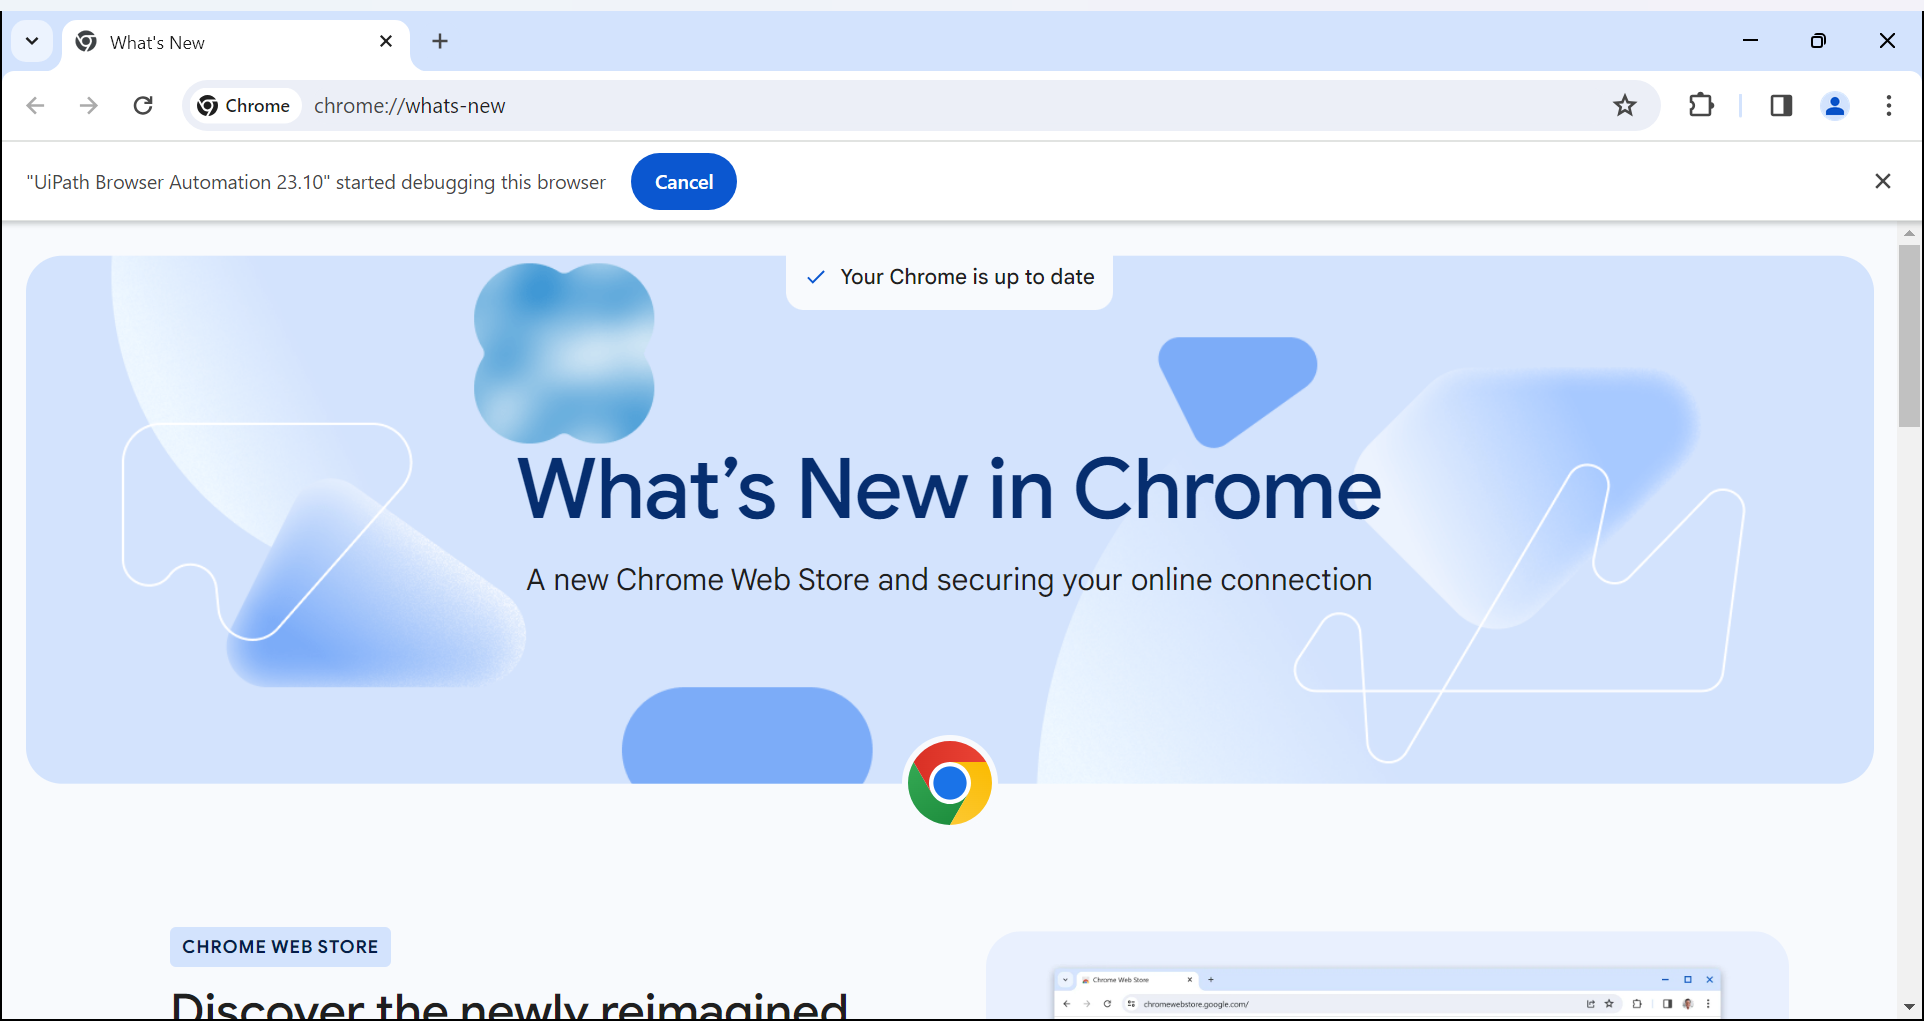 What's New
Chrome
chrome://whats-new
"UiPath Browser Automation 23.10" started debugging this browser
Cancel
Your Chrome is up to date
What's New in Chrome
A new Chrome Web Store and securing your online connection
CHROME WEB STORE
Discover the newly reimagined
Chrome Web Store
chromewebstore.google.com/